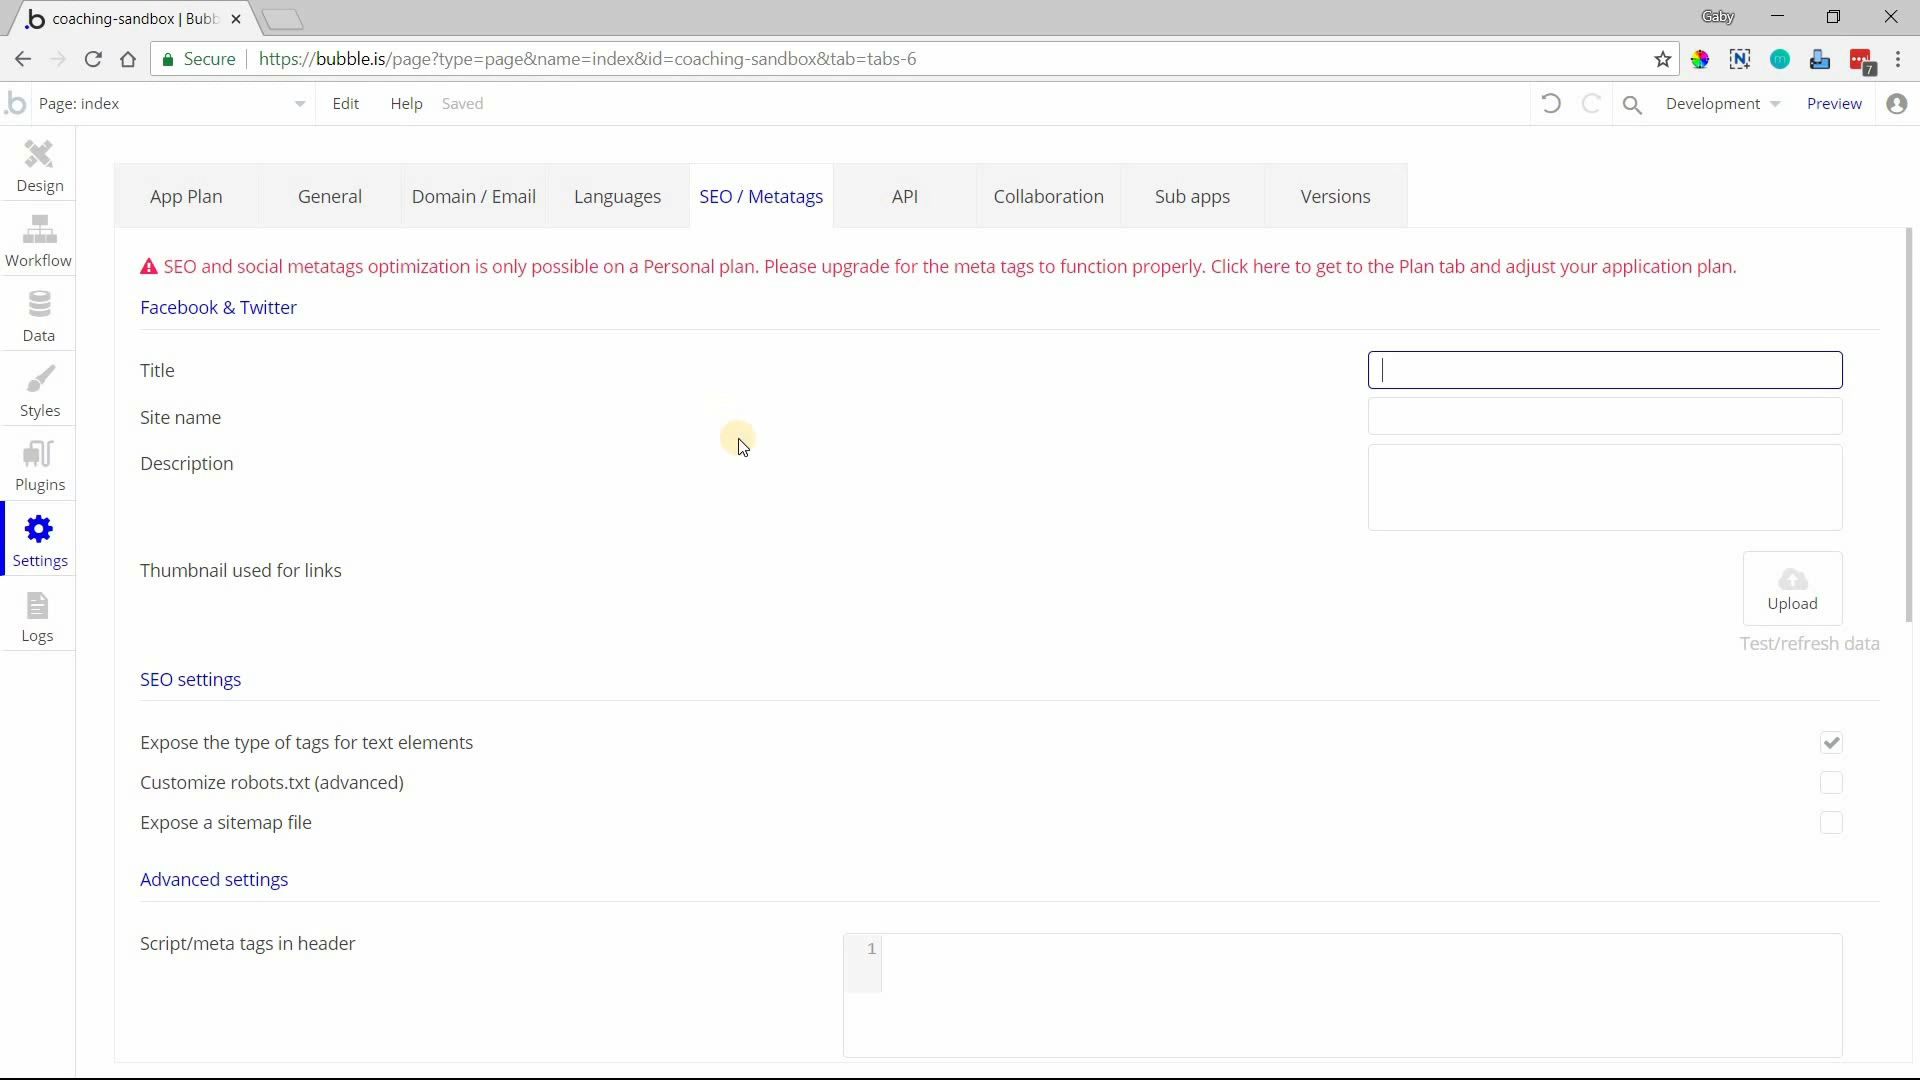 coaching-sandbox | Bubb
Gaby
Secure
https://bubble.is/page?type=page&name=index&id=coaching-sandbox&tab=tabs-6
7
Page: index
Edit
Help
Saved
Development
Preview
Design
Workflow
Data
Styles
Plugins
Settings
Logs
App Plan
General
Domain / Email
Languages
SEO / Metatags
API
Collaboration
Sub apps
Versions
SEO and social metatags optimization is only possible on a Personal plan. Please upgrade for the meta tags to function properly. Click here to get to the Plan tab and adjust your application plan.
Facebook & Twitter
Title
Site name
Description
Thumbnail used for links
Upload
Test/refresh data
SEO settings
Expose the type of tags for text elements
Customize robots.txt (advanced)
Expose a sitemap file
Advanced settings
Script/meta tags in header
1